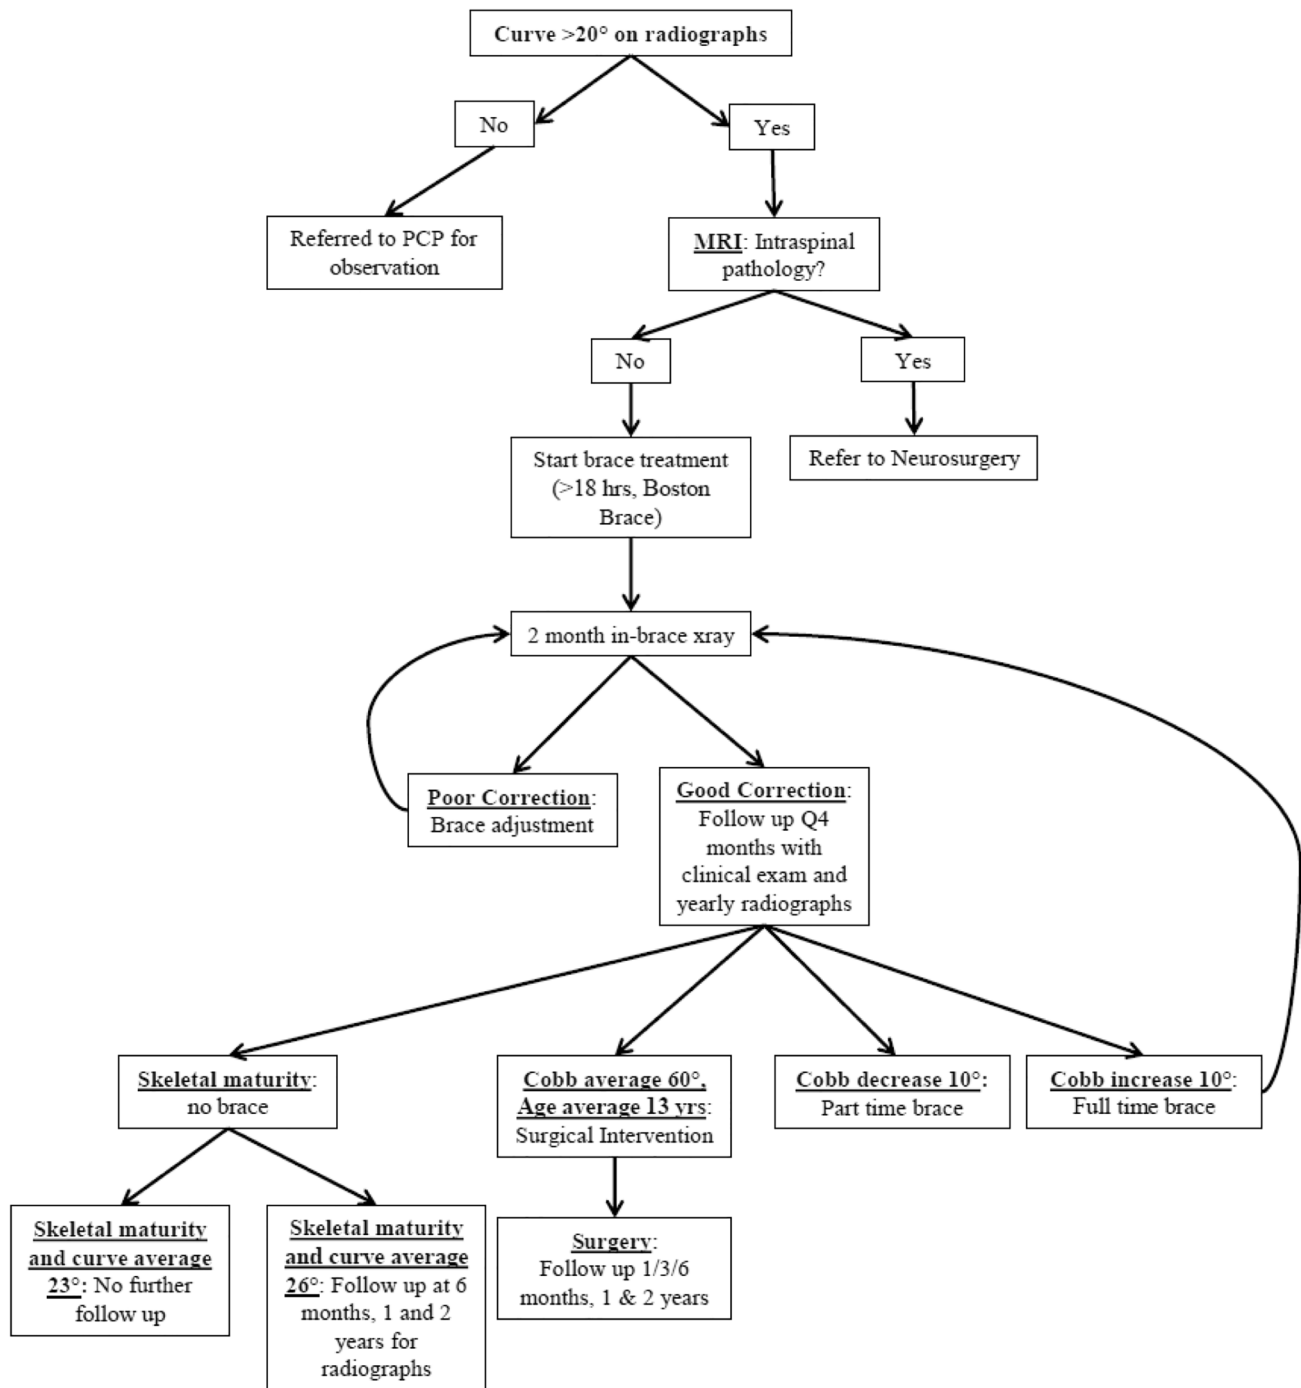 Curve >20° on radiographs
No
Yes
Referred to PCP for
observation
MRI: Intraspinal
pathology?
No
Yes
Start brace treatment
(>18 hrs, Boston
Brace)
Refer to Neurosurgery
2 month in-brace xray
Poor Correction:
Brace adjustment
Good Correction:
Follow up Q4
months with
clinical exam and
yearly radiographs
Skeletal maturity:
no brace
Cobb average 60°,
Age average 13 yrs:
Surgical Intervention
Cobb decrease 10°:
Part time brace
Cobb increase 10°:
Full time brace
Skeletal maturity
and curve average
23°: No further
follow up
Skeletal maturity
and curve average
26°: Follow up at 6
months, 1 and 2
years for
radiographs
Surgery:
Follow up 1/3/6
months, 1 & 2 years